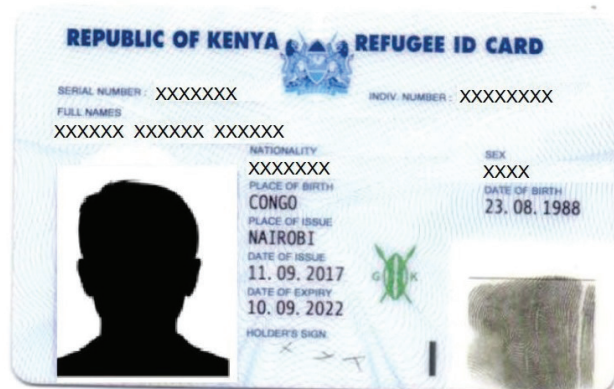 REPUBLIC OF KENYA REFUGEE ID CARD
SERIAL NUMBER : XXXXXXX INDIV. NUMBER : XXXXXXXX
FULL NAMES
XXXXXX XXXXXX XXXXXX
NATIONALITY SEX
XXXXXXX XXXX
PLACE OF BIRTH DATE OF BIRTH
CONGO 23. 08. 1988
PLACE OF ISSUE
NAIROBI
DATE OF ISSUE
11. 09. 2017 G K
DATE OF EXPIRY
10. 09. 2022
HOLDER'S SIGN